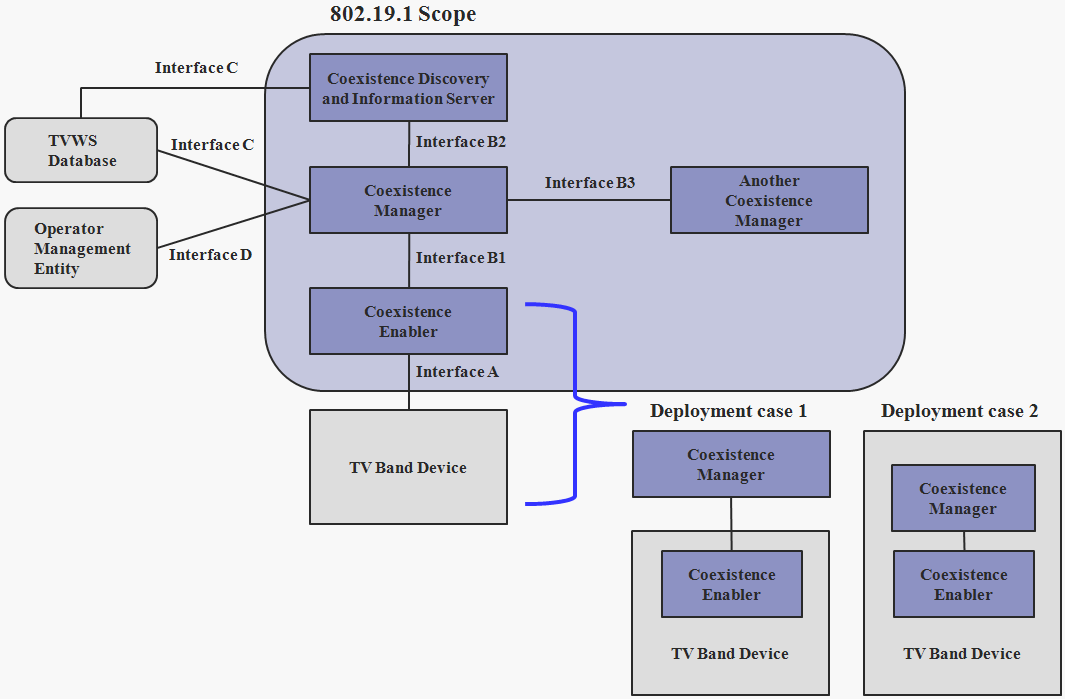 802.19.1 Scope
Interface C
Coexistence Discovery
and Information Server
TVWS
Database
Interface C
Interface B2
Coexistence
Manager
Interface B3
Another
Coexistence
Manager
Operator
Management
Entity
Interface D
Interface B1
Coexistence
Enabler
Interface A
TV Band Device
Deployment case 1
Coexistence
Manager
Coexistence
Enabler
TV Band Device
Deployment case 2
Coexistence
Manager
Coexistence
Enabler
TV Band Device